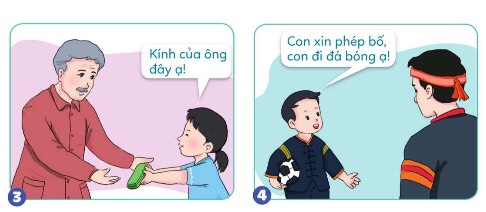 Kính của ông
đây ạ!
3
Con xin phép bố,
con đi đá bóng ạ!
4